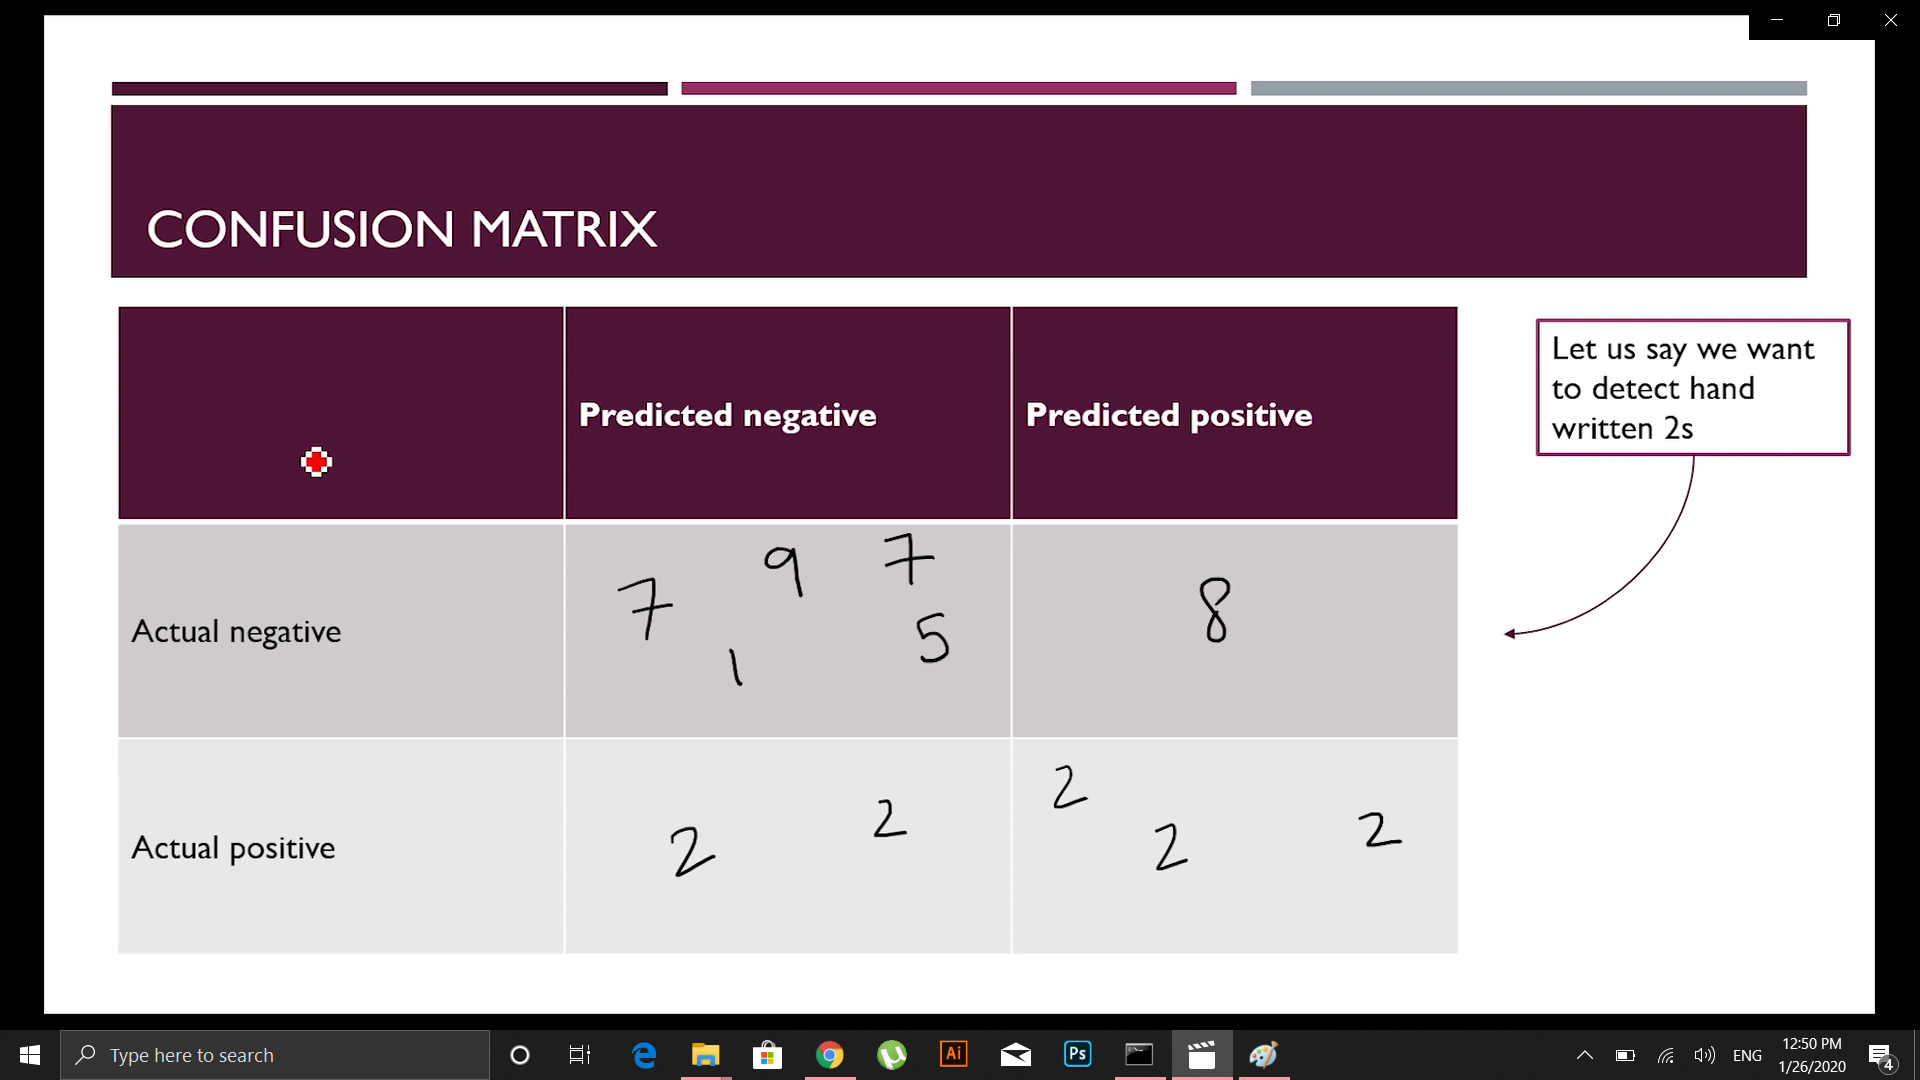 CONFUSION MATRIX
Predicted negative
Predicted positive
Let us say we want
to detect hand
written 2s
Actual negative
7 9 7
1 5
8
Actual positive
2 2
2
2 2
Type here to search
Ai
Ps
ENG
12:50 PM
1/26/2020
4